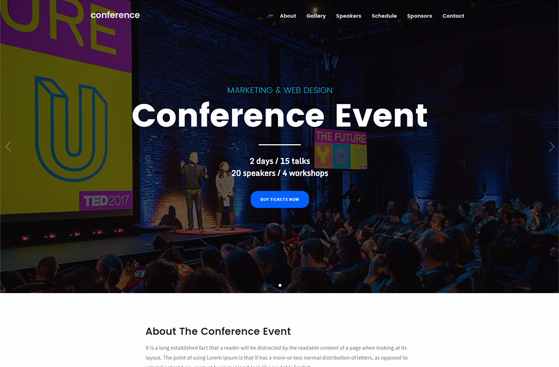 conference
About Gallery Speakers Schedule Sponsors Contact
URE
MARKETING & WEB DESIGN
Conference Event
THE FUTURE
2 days / 15 talks
20 speakers / 4 workshops
BUY TICKETS NOW
TED2017
About The Conference Event
It is a long established fact that a reader will be distracted by the readable content of a page when looking at its
layout. The point of using Lorem Ipsum is that it has a more-or-less normal distribution of letters, as opposed to